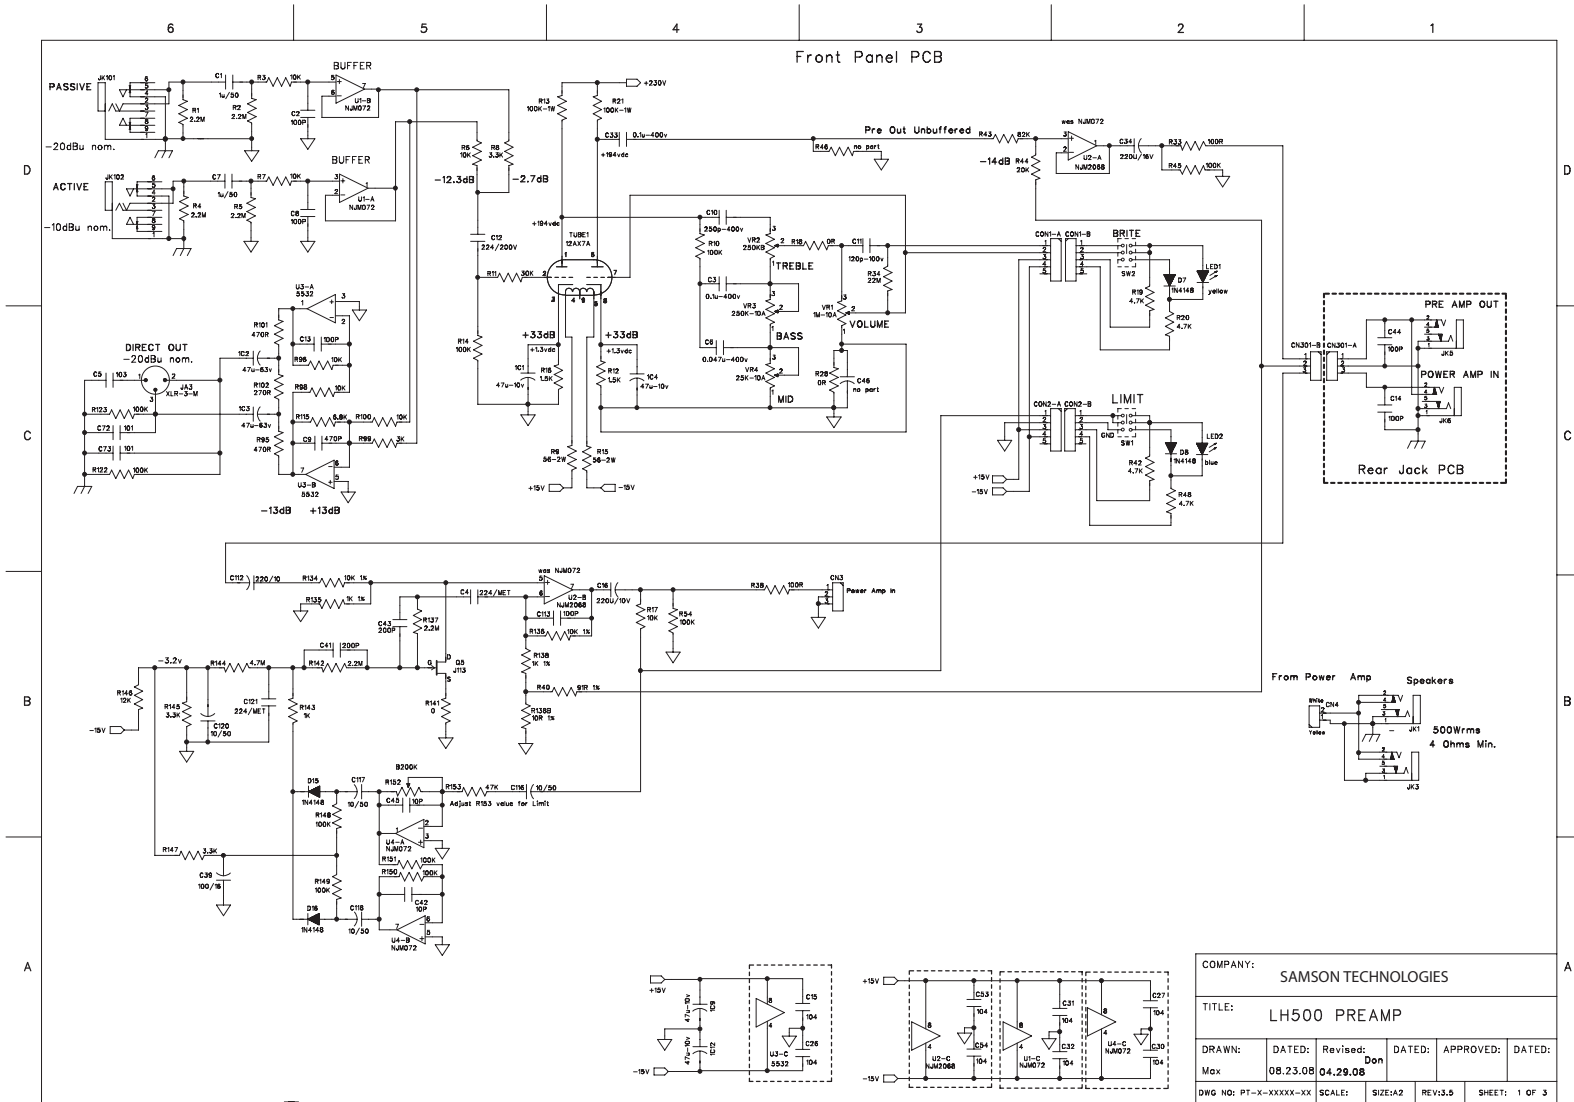 6 5 4 3 2 1
Front Panel PCB
PASSIVE
JK101
-20dBu nom.
C1
1u/50
R1
2.2M
R2
2.2M
R3
10K
C2
100P
BUFFER
U1-B
NJM072
ACTIVE
JK102
-10dBu nom.
C7
1u/50
R4
2.2M
R5
2.2M
R7
10K
C8
100P
BUFFER
U1-A
NJM072
R6
10K
R8
3.3K
-12.3dB
-2.7dB
C12
224/200V
R11
30K
R14
100K
R13
100K-1W
R21
100K-1W
+230V
C33
0.1u-400v
+194vdc
+194vdc
TUBE1
12AX7A
+33dB
+1.3vdc
+33dB
+1.3vdc
1C1
47u-10v
R16
1.5K
R12
1.5K
1C4
47u-10v
R9
56-2W
R15
56-2W
+15V
-15V
C10
250p-400v
R10
100K
C3
0.1u-400v
C6
0.047u-400v
VR2
250KB
TREBLE
VR3
250K-10A
BASS
VR4
25K-10A
MID
R18
0R
C11
120p-100v
R34
22M
VR1
1M-10A
VOLUME
R28
0R
C46
no part
Pre Out Unbuffered
R46
no part
R43
82K
-14dB
R44
20K
was NJM072
U2-A
NJM2068
C34
220U/16V
R33
100R
R45
100K
CON1-A
CON1-B
BRITE
SW2
D7
1N4148
LED1
yellow
R19
4.7K
R20
4.7K
CON2-A
CON2-B
LIMIT
GND
SW1
D8
1N4148
LED2
blue
R42
4.7K
R48
4.7K
+15V
-15V
CN301-B
CN301-A
PRE AMP OUT
C44
100P
JK5
POWER AMP IN
C14
100P
JK6
Rear Jack PCB
DIRECT OUT
-20dBu nom.
C5
103
JA3
XLR-3-M
R123
100K
C72
101
C73
101
R122
100K
1C2
47u-63v
1C3
47u-63v
R101
470R
R102
270R
R95
470R
U3-A
5532
C13
100P
R96
10K
R98
10K
R115
6.8K
R100
10K
C9
470P
R99
3K
U3-B
5532
-13dB
+13dB
C112
220/10
R134
10K 1%
R135
1K 1%
C43
200P
R137
2.2M
C4
224/MET
was NJM072
U2-B
NJM2068
C113
100P
R136
10K 1%
R138
1K 1%
R40
91R 1%
R138B
10R 1%
C16
220U/10V
R17
10K
R54
100K
R38
100R
CN3
Power Amp In
-3.2v
R144
4.7M
C41
200P
R142
2.2M
Q5
J113
G
D
S
R141
0
R146
12K
-15V
R145
3.3K
C120
10/50
C121
224/MET
R143
1K
D15
1N4148
C117
10/50
B200K
R152
C45
10P
R153
47K
C116
10/50
Adjust R153 value for Limit
U4-A
NJM072
R148
100K
R147
3.3K
C39
100/16
R149
100K
R151
100K
R150
100K
C42
10P
D16
1N4148
C118
10/50
U4-B
NJM072
From Power Amp
Speakers
White
CN4
JK1
500Wrms
4 Ohms Min.
JK3
+15V
1C9
47u-10v
1C12
47u-10v
-15V
C15
104
C26
104
U3-C
5532
+15V
-15V
C53
104
C54
104
U2-C
NJM2068
C31
104
C32
104
U1-C
NJM072
C27
104
C30
104
U4-C
NJM072
COMPANY:
SAMSON TECHNOLOGIES
TITLE:
LH500 PREAMP
DRAWN: DATED: Revised: DATED: APPROVED: DATED:
Max 08.23.08 Don 04.29.08
DWG NO: PT-X-XXXXX-XX SCALE: SIZE:A2 REV:3.5 SHEET: 1 OF 3
D
C
B
A
D
C
B
A